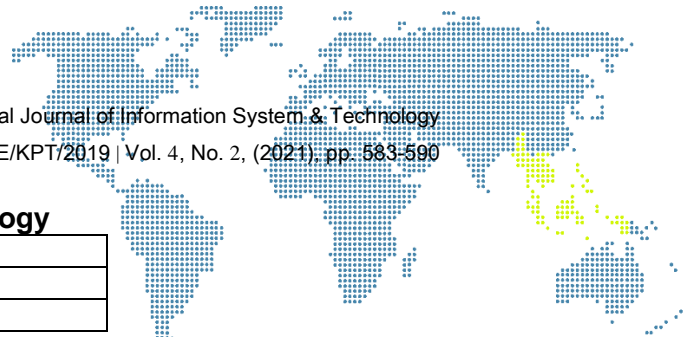 al Journal of Information System & Technology
E/KPT/2019 | Vol. 4, No. 2, (2021), pp. 583-590
ogy